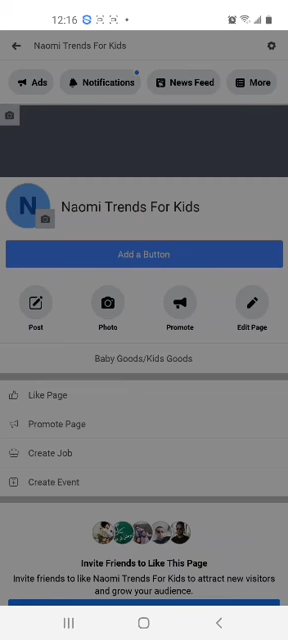 12:16
Naomi Trends For Kids
Ads
Notifications
News Feed
More
N
Naomi Trends For Kids
Add a Button
Post
Photo
Promote
Edit Page
Baby Goods/Kids Goods
Like Page
Promote Page
Create Job
Create Event
Invite Friends to Like This Page
Invite friends to like Naomi Trends For Kids to attract new visitors
and grow your audience.